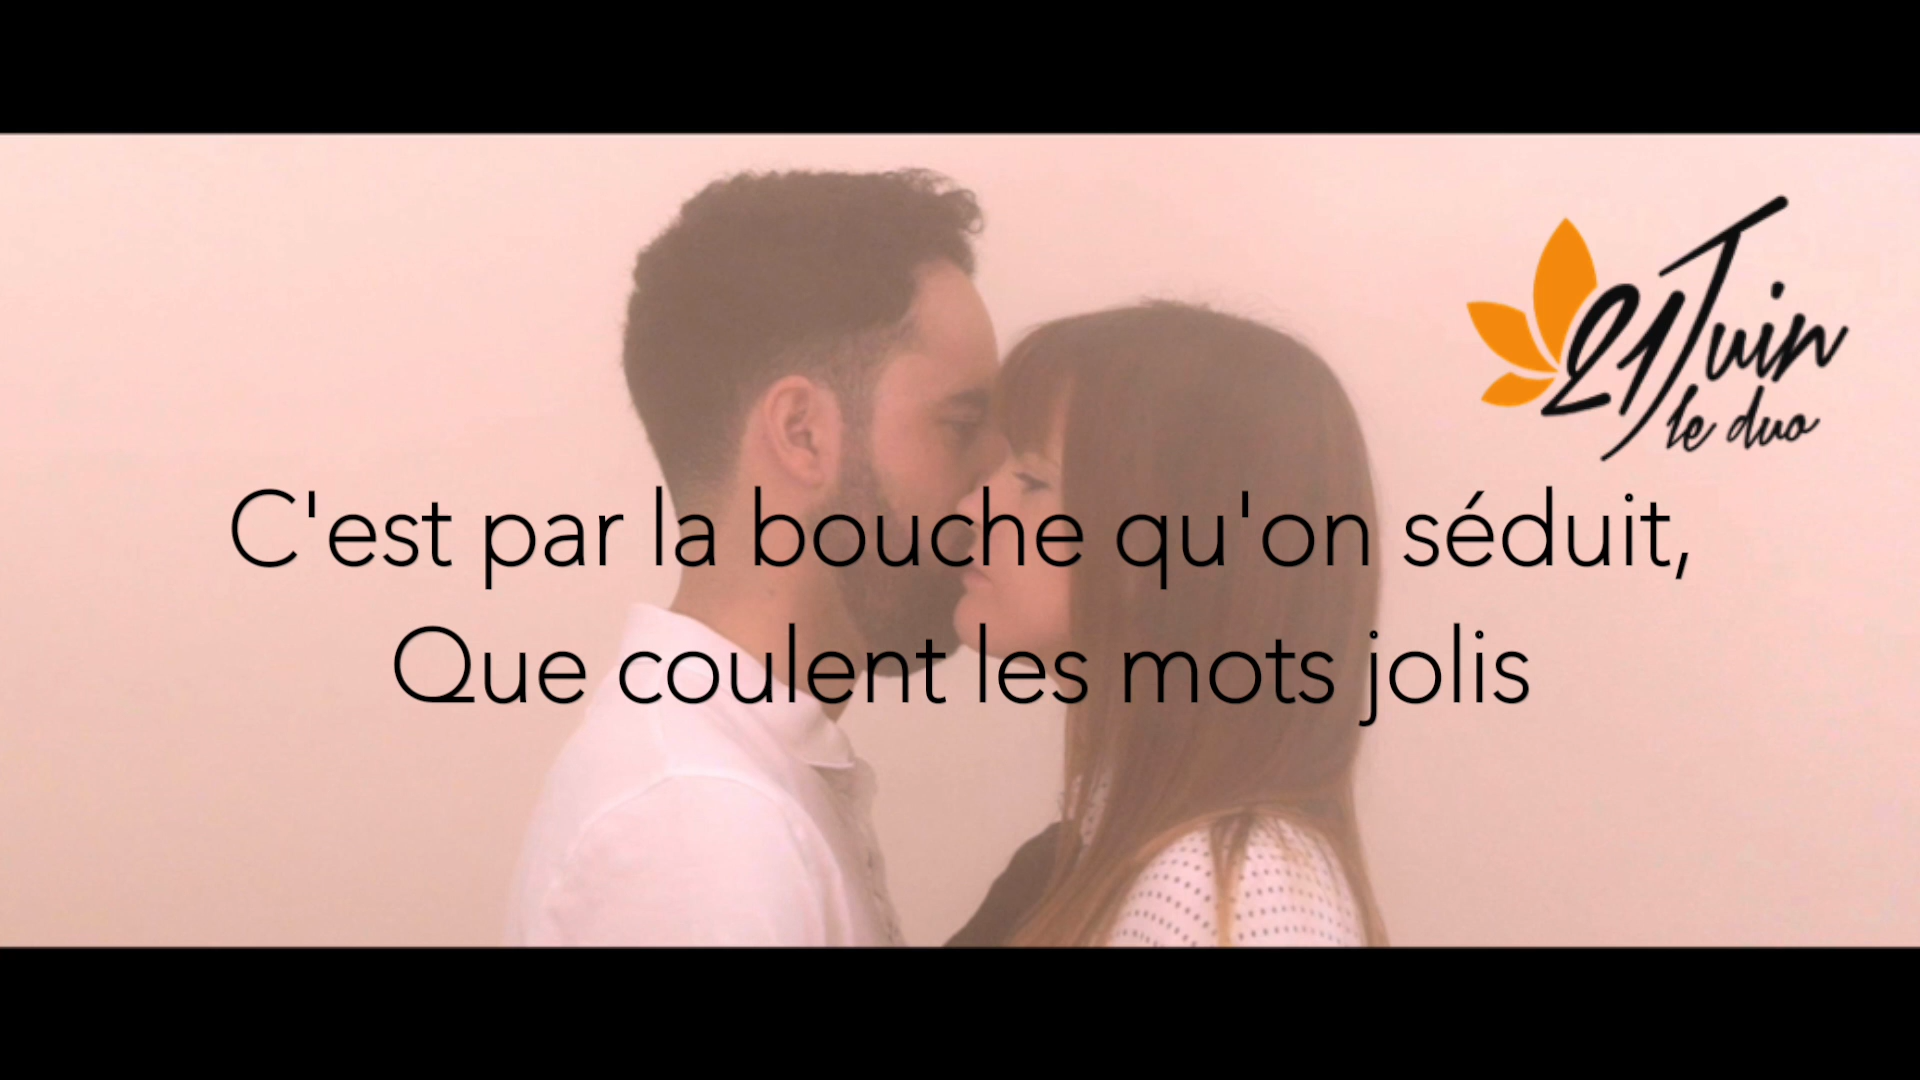 21 Juin
le duo
C'est par la bouche qu'on séduit,
Que coulent les mots jolis